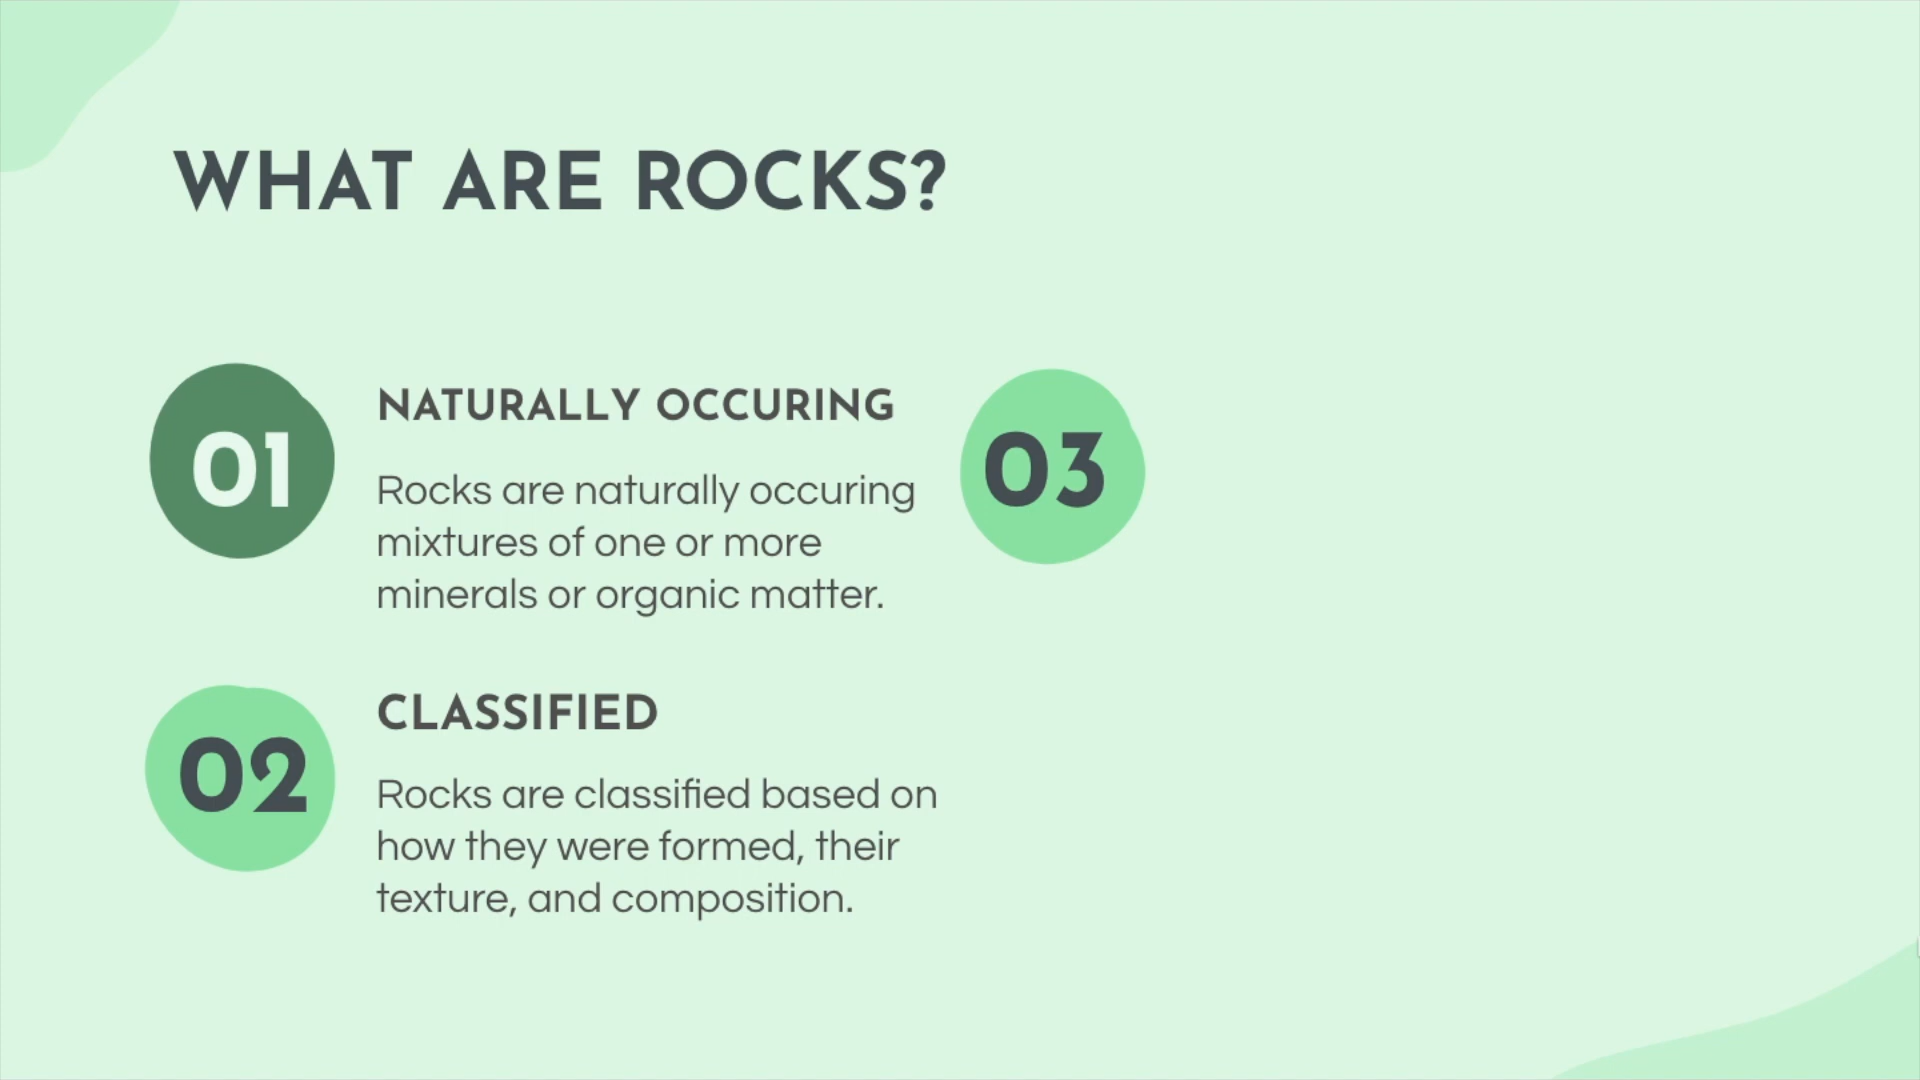 WHAT ARE ROCKS?
01
NATURALLY OCCURING
Rocks are naturally occuring
mixtures of one or more
minerals or organic matter.
02
CLASSIFIED
Rocks are classified based on
how they were formed, their
texture, and composition.
03